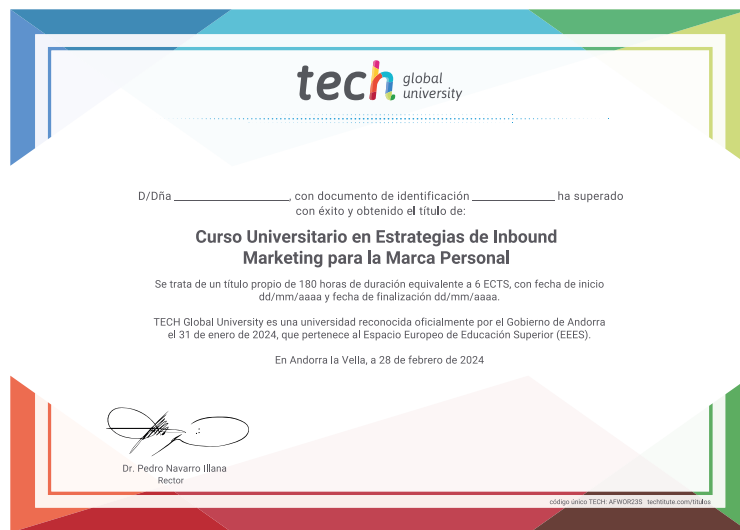 tech global
university
D/Dña ____________________, con documento de identificación ______________ ha superado
con éxito y obtenido el título de:
Curso Universitario en Estrategias de Inbound
Marketing para la Marca Personal
Se trata de un título propio de 180 horas de duración equivalente a 6 ECTS, con fecha de inicio
dd/mm/aaaa y fecha de finalización dd/mm/aaaa.
TECH Global University es una universidad reconocida oficialmente por el Gobierno de Andorra
el 31 de enero de 2024, que pertenece al Espacio Europeo de Educación Superior (EEES).
En Andorra la Vella, a 28 de febrero de 2024
Dr. Pedro Navarro Illana
Rector
código único TECH: AFWOR23S techtitute.com/titulos